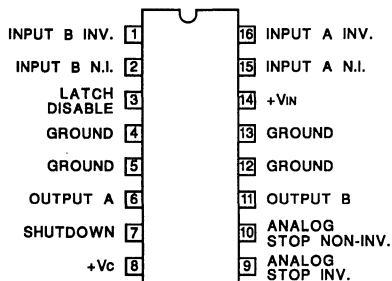 INPUT B INV. 1
INPUT B N.I. 2
LATCH
DISABLE 3
GROUND 4
GROUND 5
OUTPUT A 6
SHUTDOWN 7
+Vc 8
16 INPUT A INV.
15 INPUT A N.I.
14 +VIN
13 GROUND
12 GROUND
11 OUTPUT B
10 ANALOG
STOP NON-INV.
9 ANALOG
STOP INV.